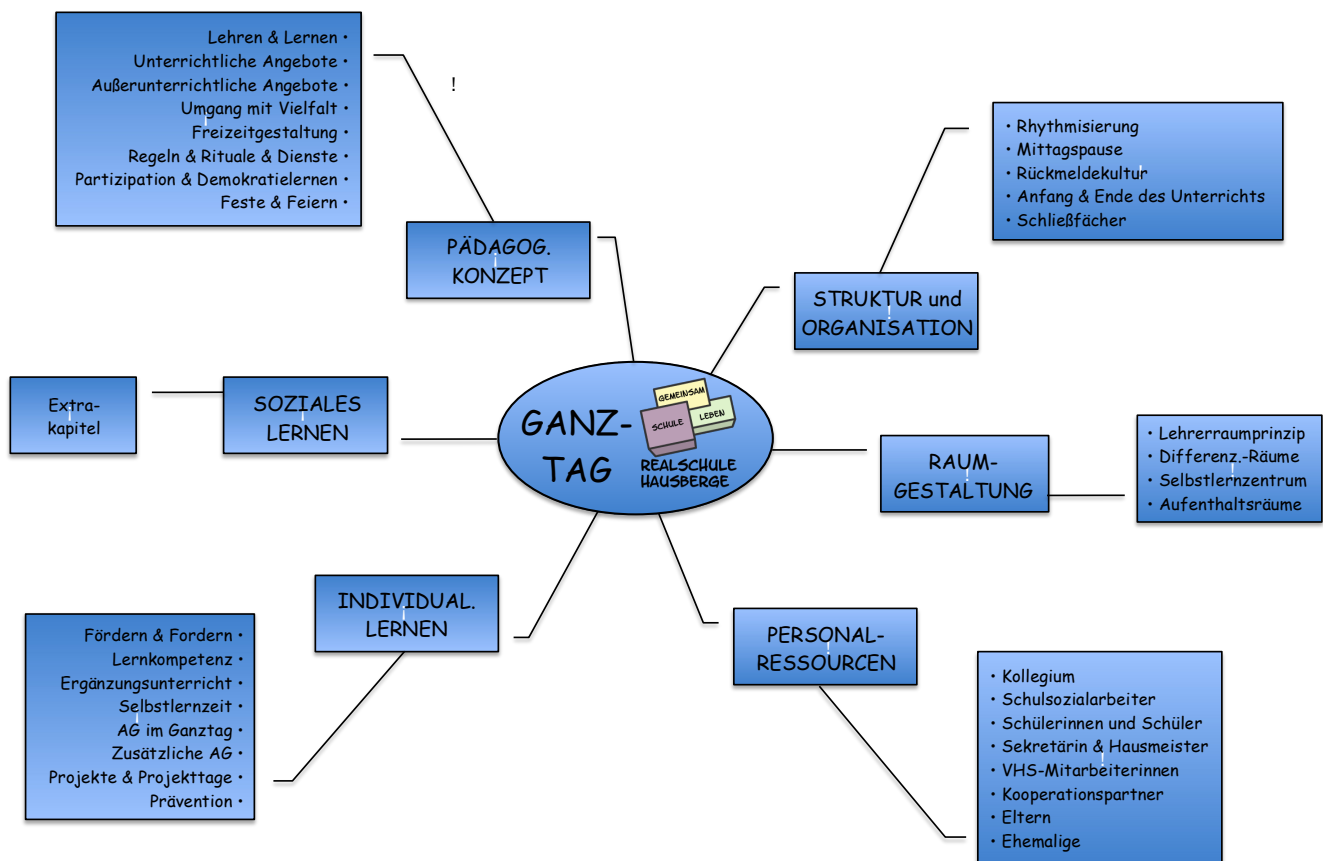 Lehren & Lernen •
Unterrichtliche Angebote •
Außerunterrichtliche Angebote •
Umgang mit Vielfalt •
Freizeitgestaltung •
Regeln & Rituale & Dienste •
Partizipation & Demokratielernen •
Feste & Feiern •
!
PÄDAGOG.
KONZEPT
• Rhythmisierung
• Mittagspause
• Rückmeldekultur
• Anfang & Ende des Unterrichts
• Schließfächer
STRUKTUR und
ORGANISATION
Extra-
kapitel
SOZIALES
LERNEN
GANZ-
TAG
GEMEINSAM
SCHULE
LEBEN
REALSCHULE
HAUSBERGE
RAUM-
GESTALTUNG
• Lehrerraumprinzip
• Differenz.-Räume
• Selbstlernzentrum
• Aufenthaltsräume
INDIVIDUAL.
LERNEN
Fördern & Fordern •
Lernkompetenz •
Ergänzungsunterricht •
Selbstlernzeit •
AG im Ganztag •
Zusätzliche AG •
Projekte & Projekttage •
Prävention •
PERSONAL-
RESSOURCEN
• Kollegium
• Schulsozialarbeiter
• Schülerinnen und Schüler
• Sekretärin & Hausmeister
• VHS-Mitarbeiterinnen
• Kooperationspartner
• Eltern
• Ehemalige